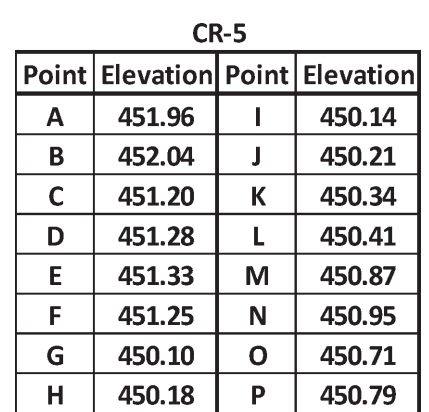 CR-5
Point Elevation Point Elevation
A 451.96 I 450.14
B 452.04 J 450.21
C 451.20 K 450.34
D 451.28 L 450.41
E 451.33 M 450.87
F 451.25 N 450.95
G 450.10 O 450.71
H 450.18 P 450.79